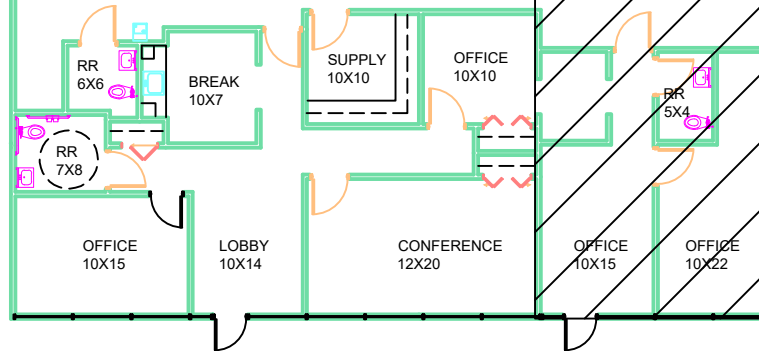 RR
6X6
BREAK
10X7
SUPPLY
10X10
OFFICE
10X10
RR
5X4
RR
7X8
OFFICE
10X15
LOBBY
10X14
CONFERENCE
12X20
OFFICE
10X15
OFFICE
10X22